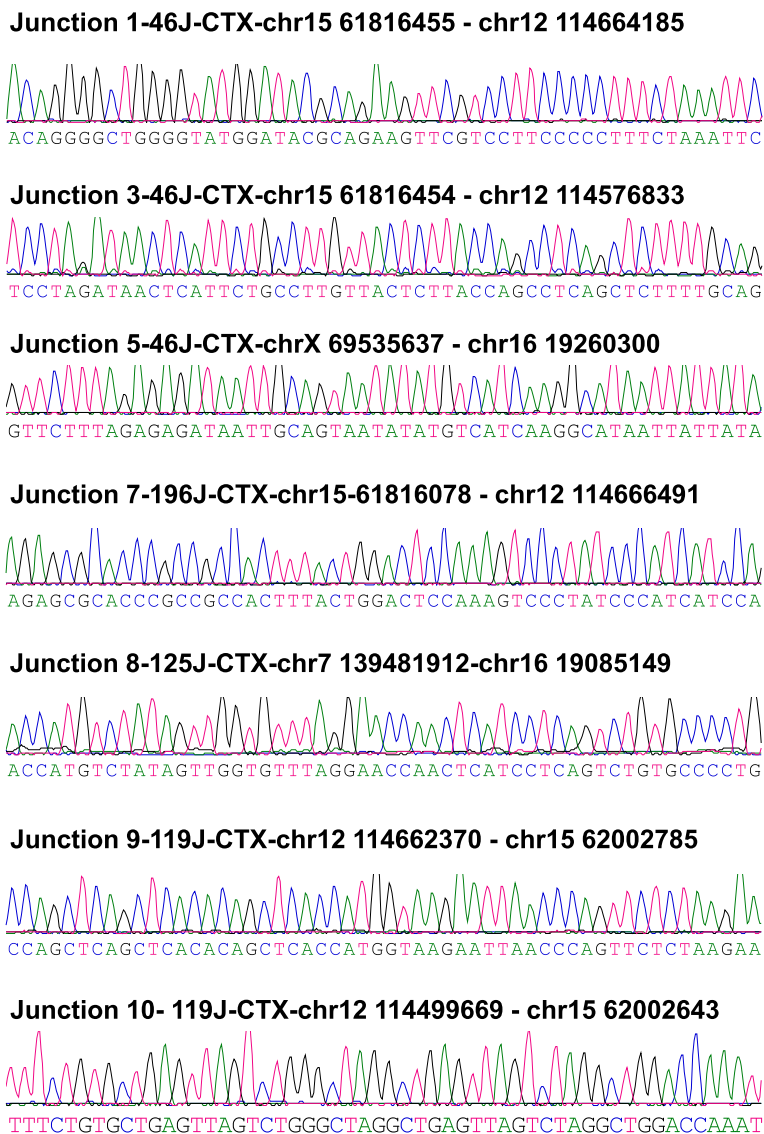 Junction 1-46J-CTX-chr15 61816455 - chr12 114664185
ACAGGGGCTGGGGTATGGATACGCAGAAGTTCGTCCTTCCCCCTTTCTAAATTC
Junction 3-46J-CTX-chr15 61816454 - chr12 114576833
TCCTAGATAACTCATTCTGCCTTGTTACTCTTACCAGCCTCAGCTCTTTTGCAG
Junction 5-46J-CTX-chrX 69535637 - chr16 19260300
GTTCTTTAGAGAGATAATTGCAGTAATATATGTCATCAAGGCATAATTATTATA
Junction 7-196J-CTX-chr15-61816078 - chr12 114666491
AGAGCGCACCCGCCGCCACTTTACTGGACTCCAAAGTCCCTATCCCATCATCCA
Junction 8-125J-CTX-chr7 139481912-chr16 19085149
ACCATGTCTATAGTTGGTGTTTAGGAACCAACTCATCCTCAGTCTGTGCCCCTG
Junction 9-119J-CTX-chr12 114662370 - chr15 62002785
CCAGCTCAGCTCACACAGCTCACCATGGTAAGAATTAACCCAGTTCTCTAAGAA
Junction 10- 119J-CTX-chr12 114499669 - chr15 62002643
TTTCTGTGCTGAGTTAGTCTGGGCTAGGCTGAGTTAGTCTAGGCTGGACCAAAT